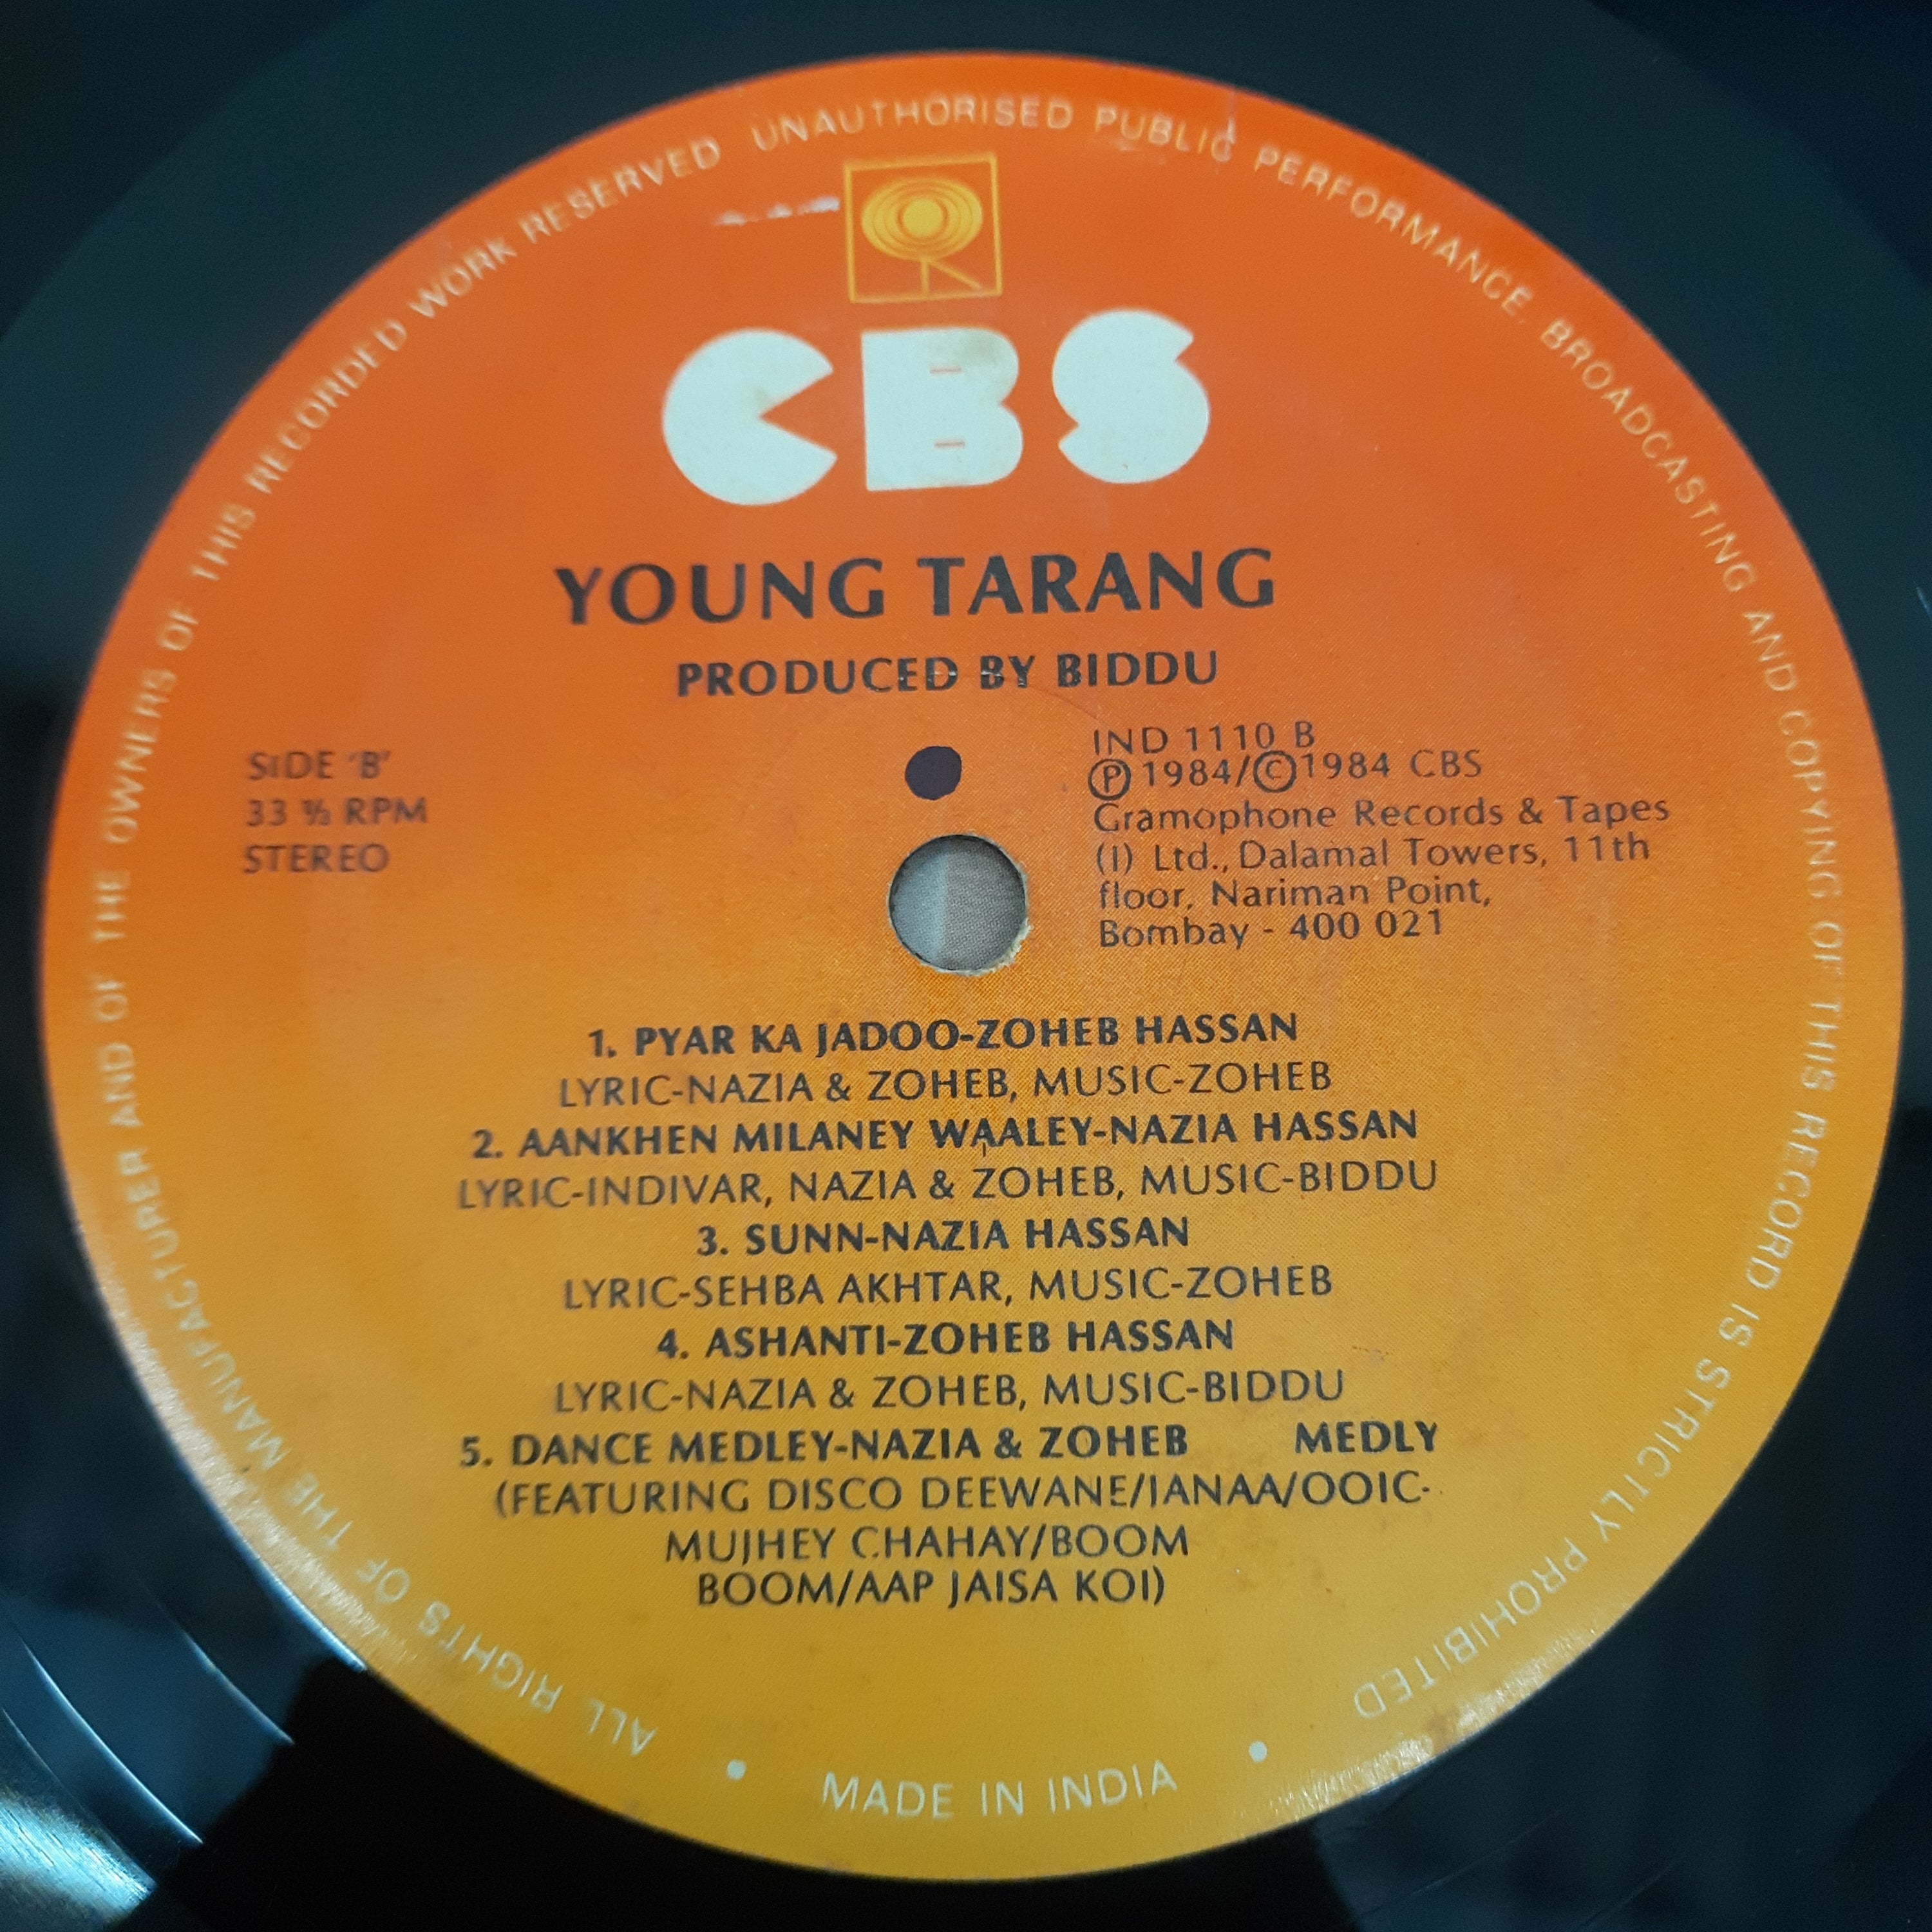 ALL RIGHTS OF THE MANUFACTURER AND OF THE OWNERS OF THIS RECORDED WORK RESERVED UNAUTHORISED PUBLIC PERFORMANCE, BROADCASTING AND COPYING OF THIS RECORD IS STRICTLY PROHIBITED
CBS
YOUNG TARANG
PRODUCED BY BIDDU
SIDE 'B'
33 ⅓ RPM
STEREO
IND 1110 B
Ⓟ 1984/Ⓒ1984 CBS
Gramophone Records & Tapes
(I) Ltd., Dalamal Towers, 11th
floor, Nariman Point,
Bombay - 400 021
1. PYAR KA JADOO-ZOHEB HASSAN
LYRIC-NAZIA & ZOHEB, MUSIC-ZOHEB
2. AANKHEN MILANEY WAALEY-NAZIA HASSAN
LYRIC-INDIVAR, NAZIA & ZOHEB, MUSIC-BIDDU
3. SUNN-NAZIA HASSAN
LYRIC-SEHBA AKHTAR, MUSIC-ZOHEB
4. ASHANTI-ZOHEB HASSAN
LYRIC-NAZIA & ZOHEB, MUSIC-BIDDU
5. DANCE MEDLEY-NAZIA & ZOHEB MEDLY
(FEATURING DISCO DEEWANE/JANAA/OOIC-
MUJHEY CHAHAY/BOOM
BOOM/AAP JAISA KOI)
• MADE IN INDIA •